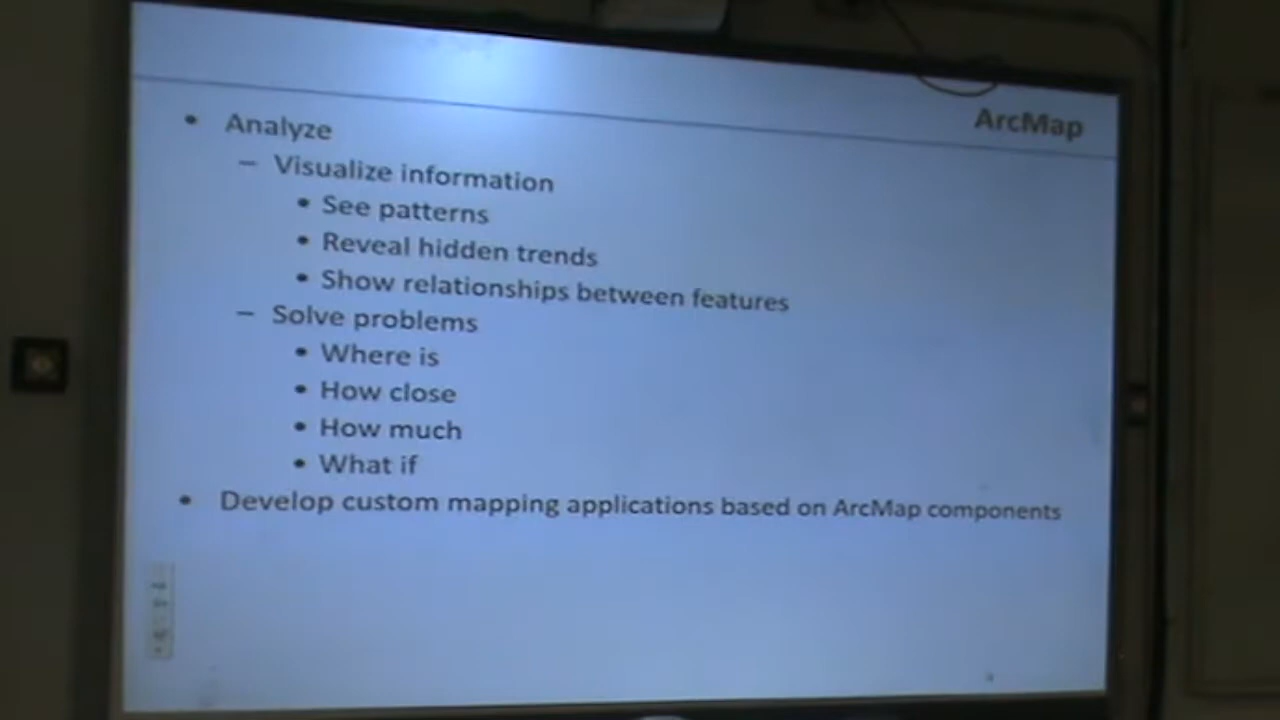 ArcMap
• Analyze
– Visualize information
• See patterns
• Reveal hidden trends
• Show relationships between features
– Solve problems
• Where is
• How close
• How much
• What if
• Develop custom mapping applications based on ArcMap components